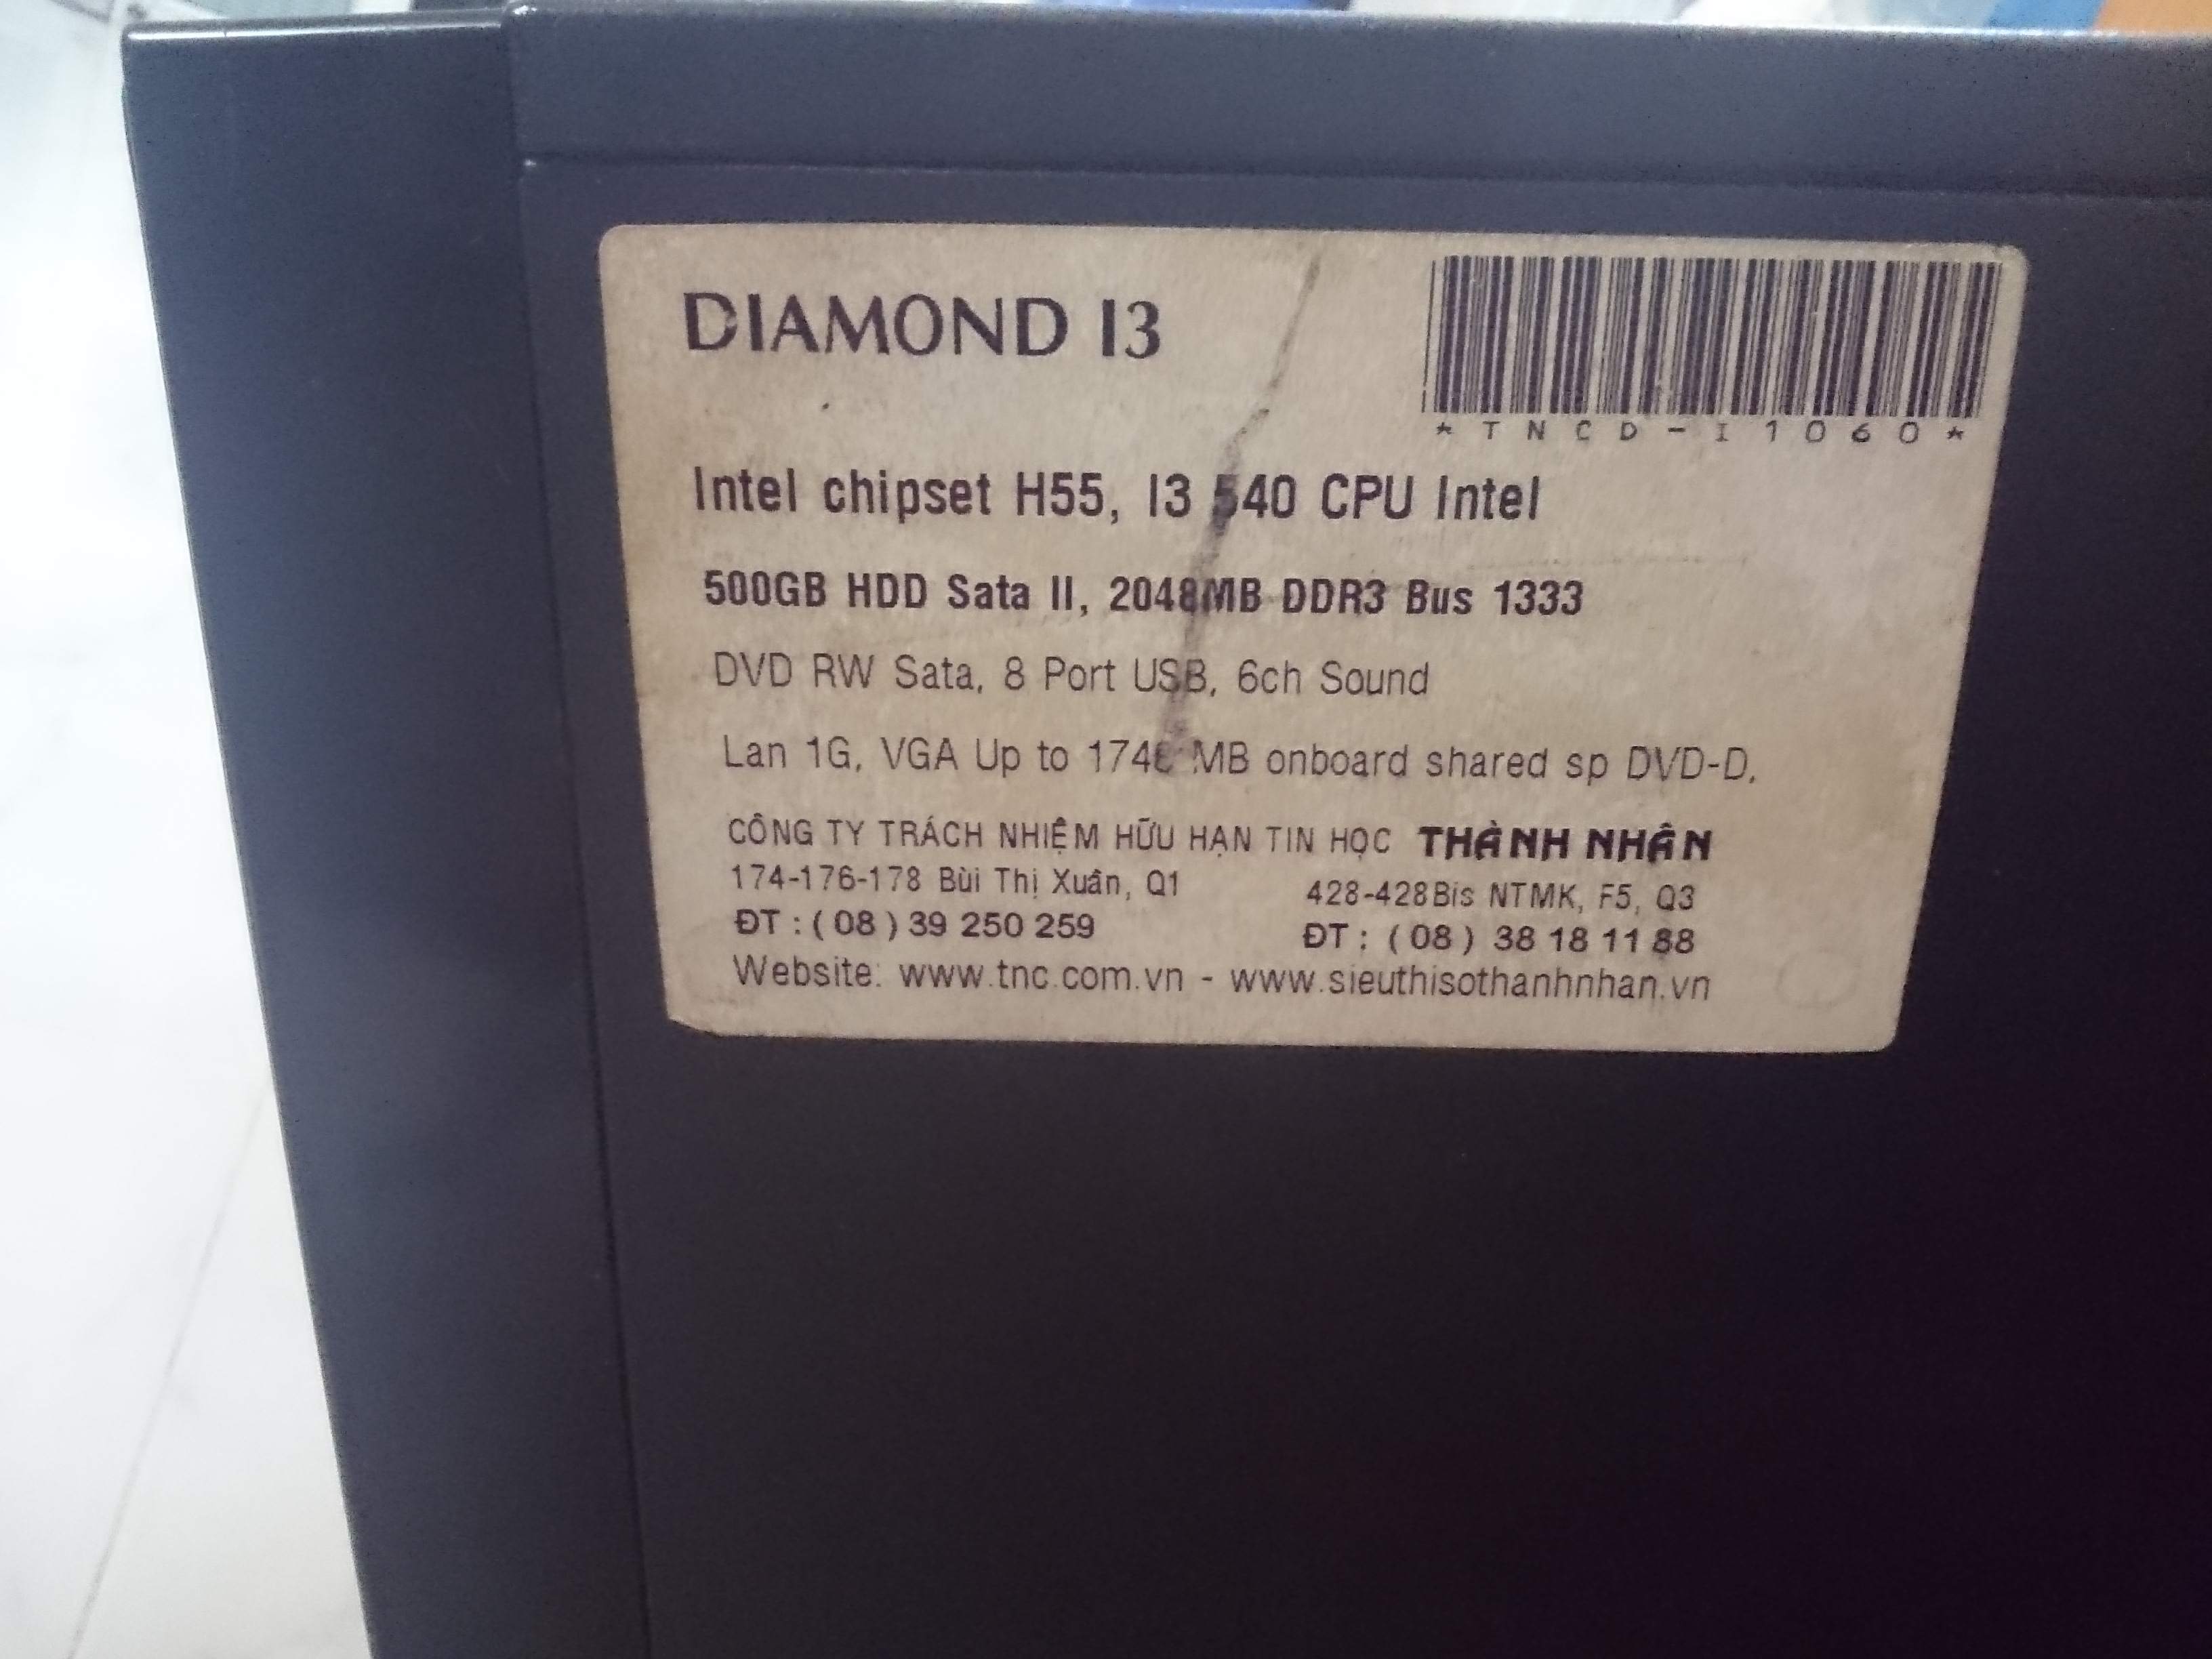 DIAMOND I3
*TNCD-I1060*
Intel chipset H55, I3 540 CPU Intel
500GB HDD Sata II, 2048MB DDR3 Bus 1333
DVD RW Sata, 8 Port USB, 6ch Sound
Lan 1G, VGA Up to MB onboard shared sp DVD-D,
CÔNG TY TRÁCH NHIỆM HỮU HẠN TIN HỌC THÀNH NHÂN
174-176-178 Bùi Thị Xuân, Q1
ĐT : ( 08 ) 39 250 259
428-428Bis NTMK, F5, Q3
ĐT : ( 08 ) 38 18 11 88
Website: www.tnc.com.vn - www.sieuthisothanhnhan.vn